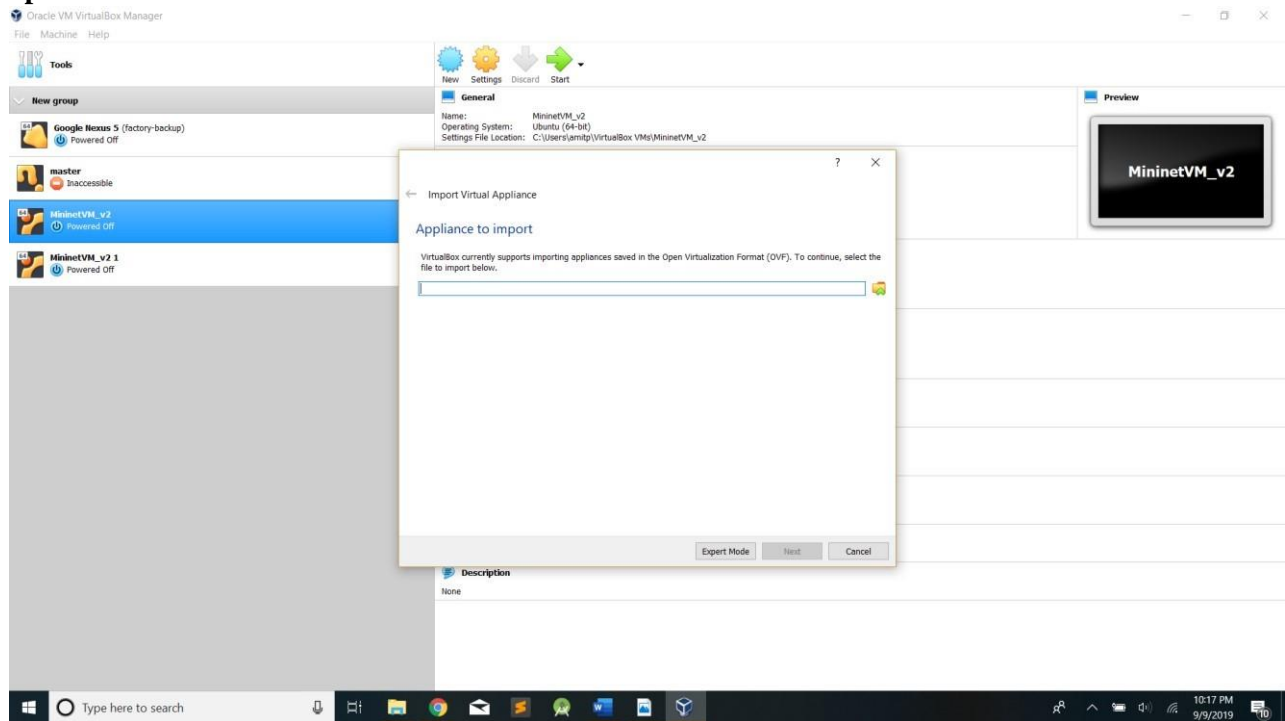 Oracle VM VirtualBox Manager
File Machine Help
Tools
New Settings Discard Start
New group
Google Nexus 5 (factory-backup)
Powered Off
master
Inaccessible
MininetVM_v2
Powered Off
MininetVM_v2 1
Powered Off
General
Name: MininetVM_v2
Operating System: Ubuntu (64-bit)
Settings File Location: C:\Users\amitp\VirtualBox VMs\MininetVM_v2
Preview
MininetVM_v2
Import Virtual Appliance
Appliance to import
VirtualBox currently supports importing appliances saved in the Open Virtualization Format (OVF). To continue, select the
file to import below.
Expert Mode Next Cancel
Description
None
Type here to search
10:17 PM
9/9/2019
10